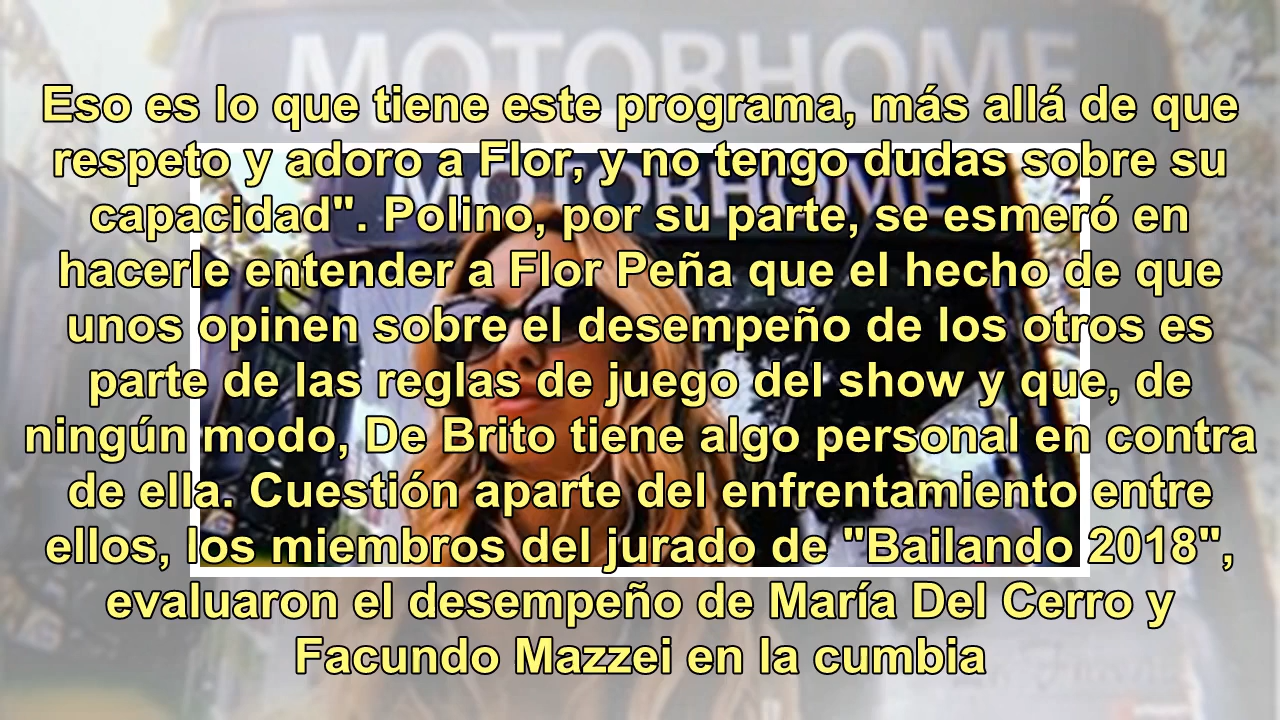 MOTORHOME
Eso es lo que tiene este programa, más allá de que
respeto y adoro a Flor, y no tengo dudas sobre su
MOTORHOME
capacidad". Polino, por su parte, se esmeró en
hacerle entender a Flor Peña que el hecho de que
unos opinen sobre el desempeño de los otros es
parte de las reglas de juego del show y que, de
ningún modo, De Brito tiene algo personal en contra
de ella. Cuestión aparte del enfrentamiento entre
ellos, los miembros del jurado de "Bailando 2018",
evaluaron el desempeño de María Del Cerro y
Facundo Mazzei en la cumbia